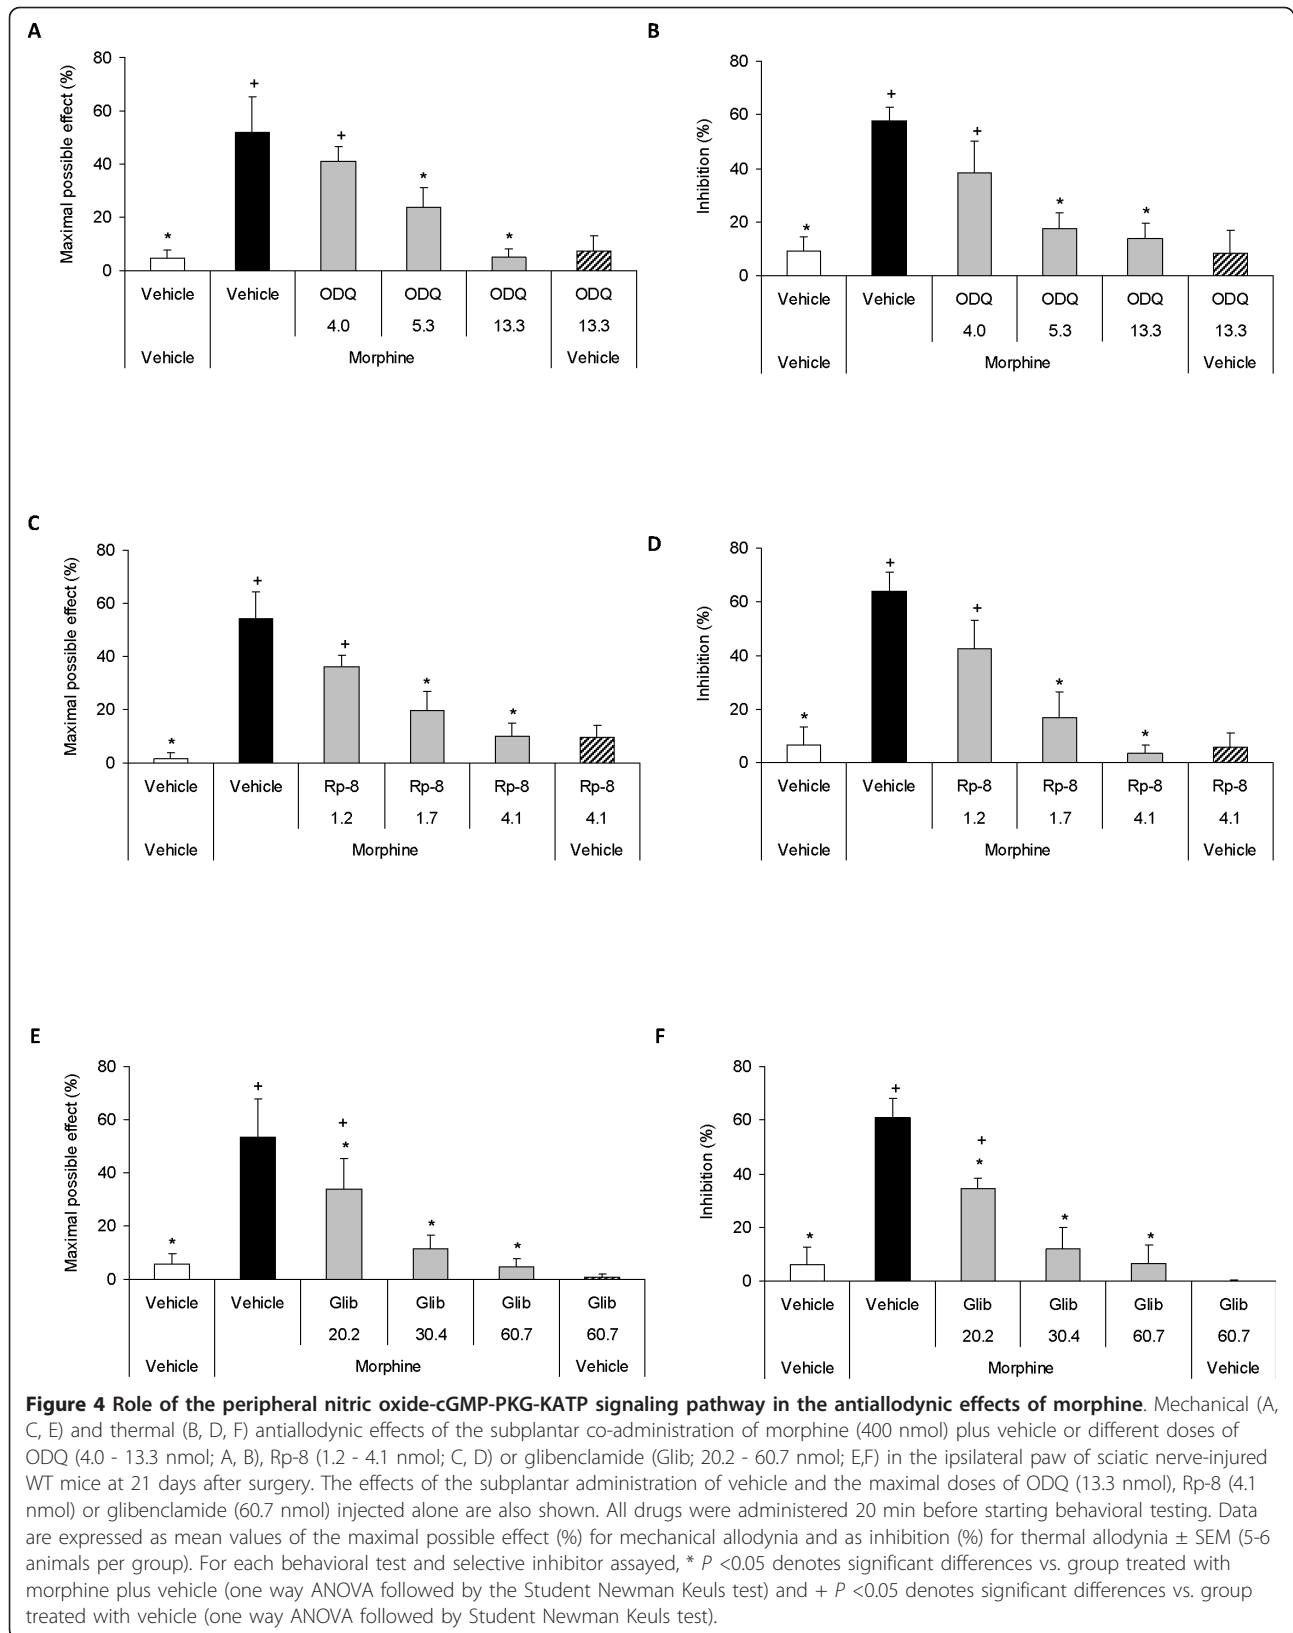 A
B
80
60
40
20
0
Maximal possible effect (%)
+
+
*
*
*
Vehicle Vehicle ODQ ODQ ODQ ODQ
4.0 5.3 13.3 13.3
Vehicle Morphine Vehicle
80
60
40
20
0
Inhibition (%)
+
+
*
*
*
Vehicle Vehicle ODQ ODQ ODQ ODQ
4.0 5.3 13.3 13.3
Vehicle Morphine Vehicle
C
D
80
60
40
20
0
Maximal possible effect (%)
+
+
*
*
*
Vehicle Vehicle Rp-8 Rp-8 Rp-8 Rp-8
1.2 1.7 4.1 4.1
Vehicle Morphine Vehicle
80
60
40
20
0
Inhibition (%)
+
+
*
*
*
Vehicle Vehicle Rp-8 Rp-8 Rp-8 Rp-8
1.2 1.7 4.1 4.1
Vehicle Morphine Vehicle
E
F
80
60
40
20
0
Maximal possible effect (%)
+
+
*
*
*
*
Vehicle Vehicle Glib Glib Glib Glib
20.2 30.4 60.7 60.7
Vehicle Morphine Vehicle
80
60
40
20
0
Inhibition (%)
+
+
*
*
*
*
Vehicle Vehicle Glib Glib Glib Glib
20.2 30.4 60.7 60.7
Vehicle Morphine Vehicle
Figure 4 Role of the peripheral nitric oxide-cGMP-PKG-KATP signaling pathway in the antiallodynic effects of morphine. Mechanical (A,
C, E) and thermal (B, D, F) antiallodynic effects of the subplantar co-administration of morphine (400 nmol) plus vehicle or different doses of
ODQ (4.0 - 13.3 nmol; A, B), Rp-8 (1.2 - 4.1 nmol; C, D) or glibenclamide (Glib; 20.2 - 60.7 nmol; E,F) in the ipsilateral paw of sciatic nerve-injured
WT mice at 21 days after surgery. The effects of the subplantar administration of vehicle and the maximal doses of ODQ (13.3 nmol), Rp-8 (4.1
nmol) or glibenclamide (60.7 nmol) injected alone are also shown. All drugs were administered 20 min before starting behavioral testing. Data
are expressed as mean values of the maximal possible effect (%) for mechanical allodynia and as inhibition (%) for thermal allodynia ± SEM (5-6
animals per group). For each behavioral test and selective inhibitor assayed, * P <0.05 denotes significant differences vs. group treated with
morphine plus vehicle (one way ANOVA followed by the Student Newman Keuls test) and + P <0.05 denotes significant differences vs. group
treated with vehicle (one way ANOVA followed by Student Newman Keuls test).